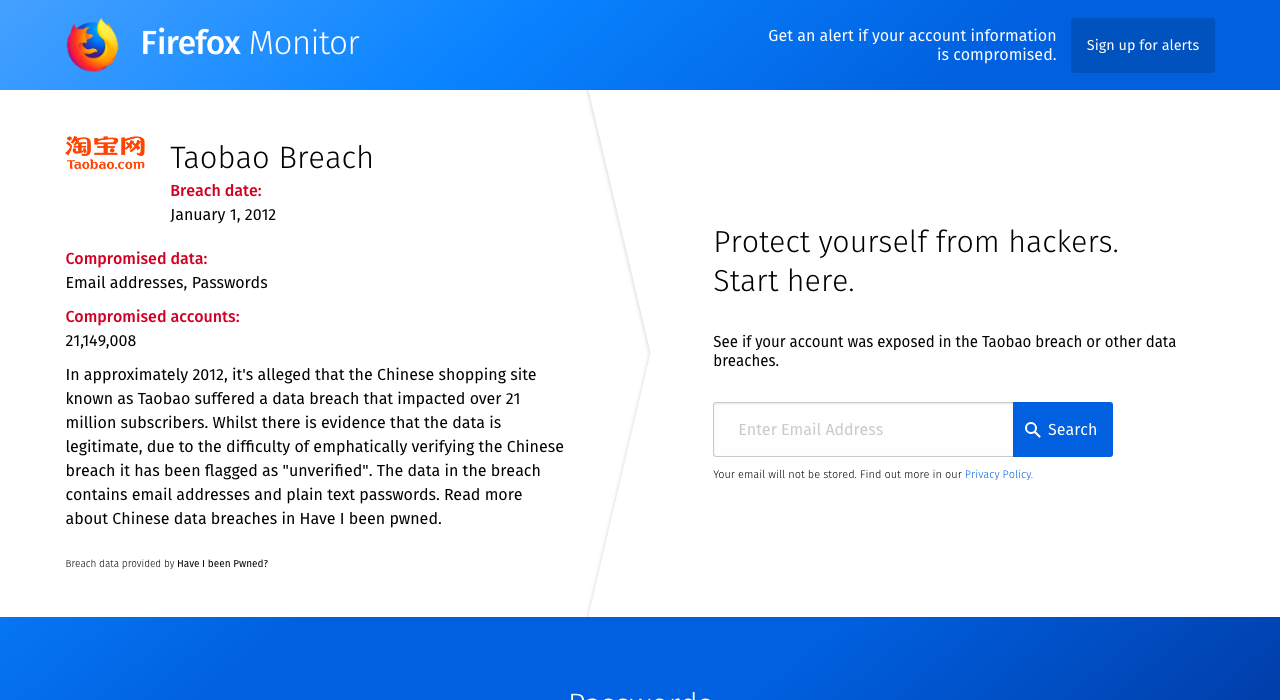 Firefox Monitor
Get an alert if your account information
is compromised.
Sign up for alerts
淘宝网
Taobao.com
Taobao Breach
Breach date:
January 1, 2012
Compromised data:
Email addresses, Passwords
Compromised accounts:
21,149,008
In approximately 2012, it's alleged that the Chinese shopping site
known as Taobao suffered a data breach that impacted over 21
million subscribers. Whilst there is evidence that the data is
legitimate, due to the difficulty of emphatically verifying the Chinese
breach it has been flagged as "unverified". The data in the breach
contains email addresses and plain text passwords. Read more
about Chinese data breaches in Have I been pwned.
Breach data provided by Have I been Pwned?
Protect yourself from hackers.
Start here.
See if your account was exposed in the Taobao breach or other data
breaches.
Enter Email Address
Search
Your email will not be stored. Find out more in our Privacy Policy.
Passwords